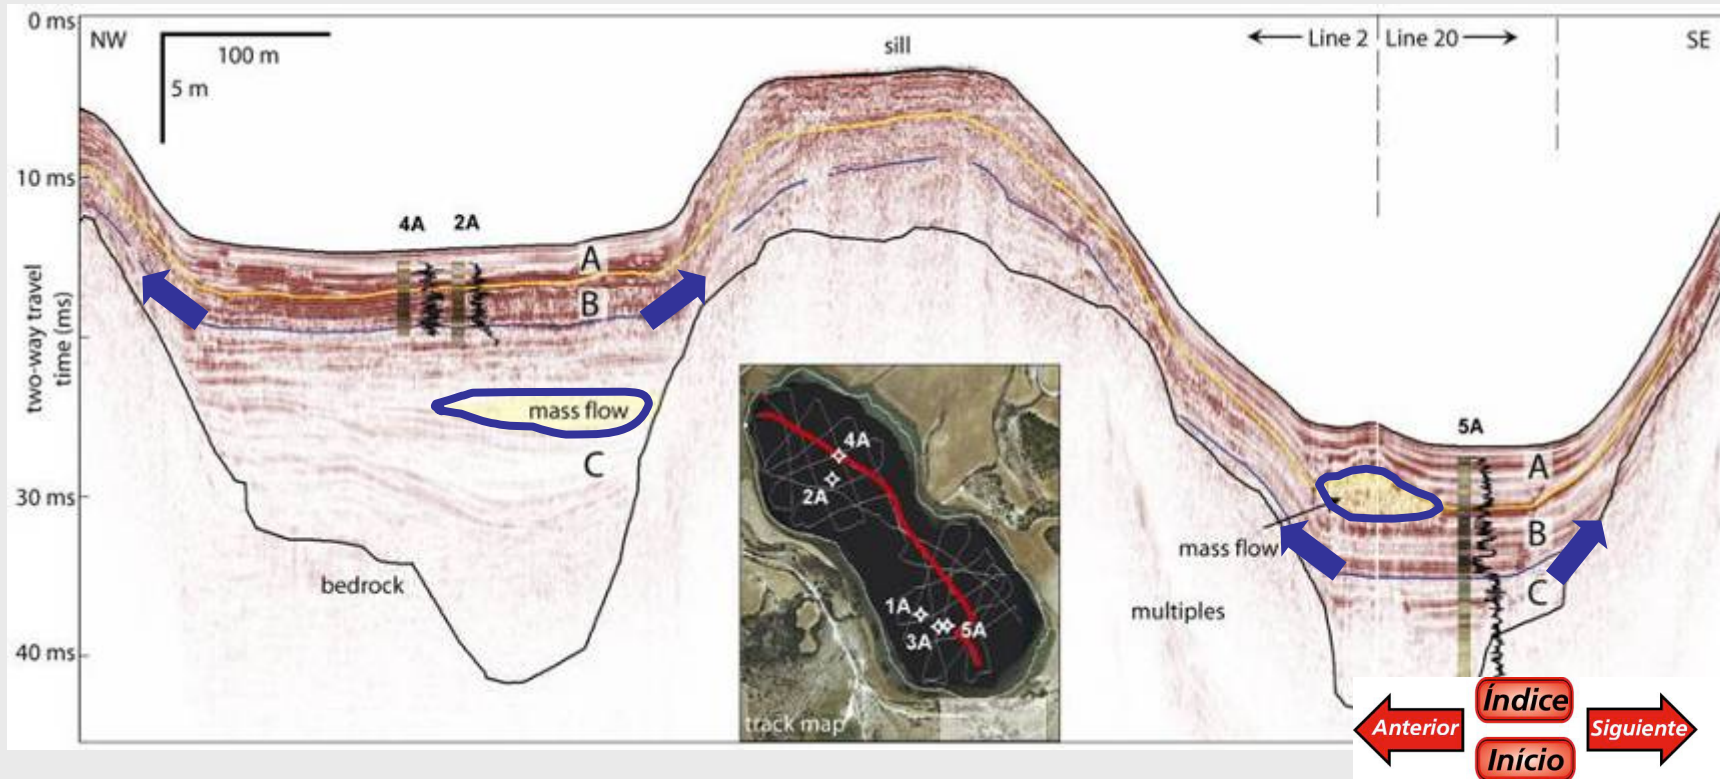 0 ms
NW
100 m
5 m
sill
Line 2
Line 20
SE
10 ms
4A
2A
A
B
two-way travel
time (ms)
mass flow
C
30 ms
bedrock
40 ms
4A
2A
1A
3A
5A
track map
5A
A
B
C
mass flow
multiples
Anterior
Índice
Siguiente
Início